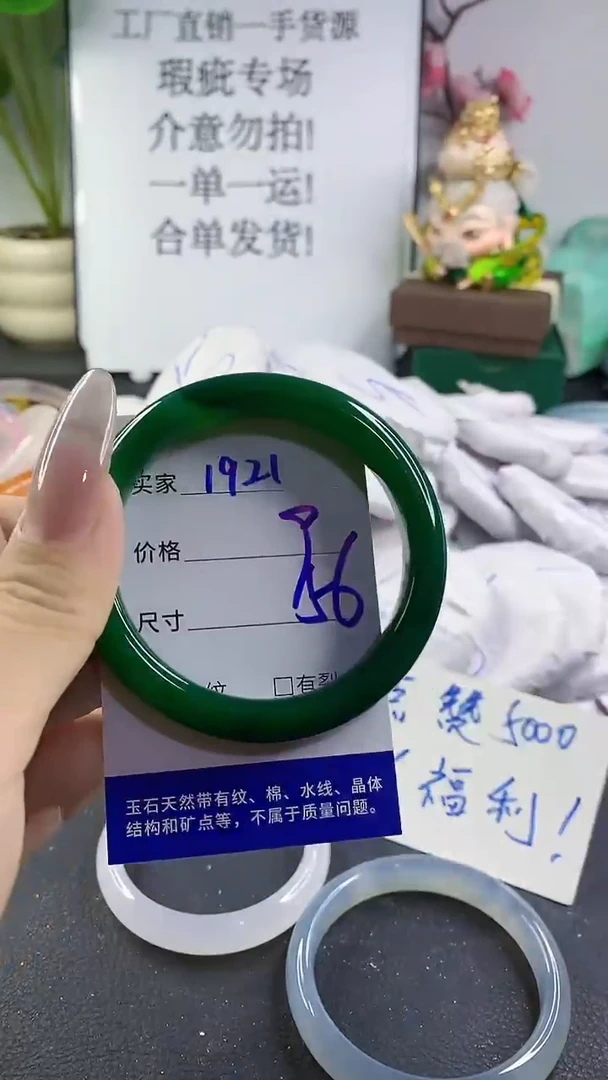 工厂直销一手货源
瑕疵专场
介意勿拍!
一单一运!
合单发货!
卖家 1921
价格
尺寸 56
纹 □有裂
玉石天然带有纹、棉、水线、晶体
结构和矿点等，不属于质量问题。
赞 5000
福利!